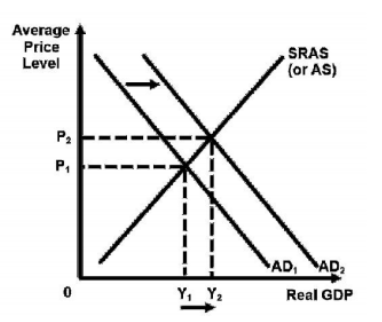 Average
Price
Level
SRAS
(or AS)
P₂
P₁
AD₁
AD₂
0
Y₁
Y₂
Real GDP